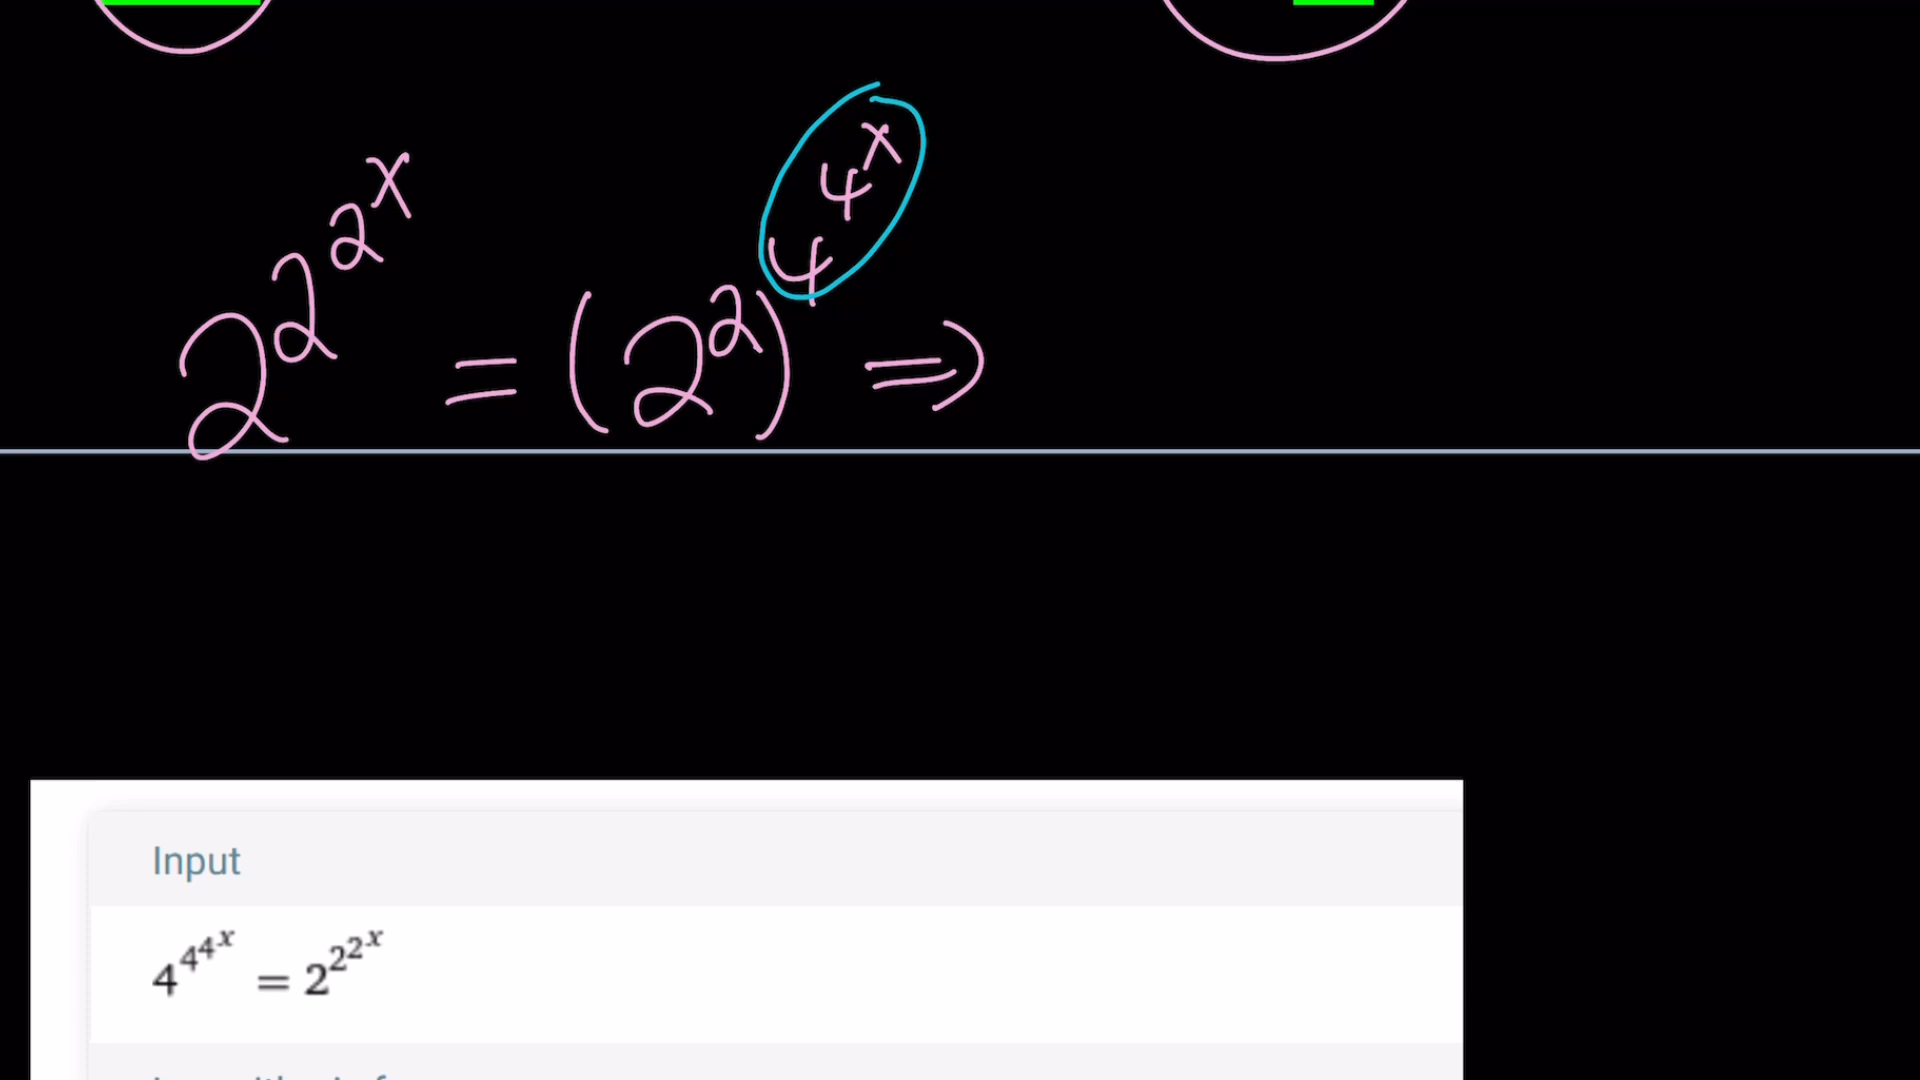 2^2^2^x = (2^2)^4^4^x ⇒
Input
4^4^4^x = 2^2^2^x